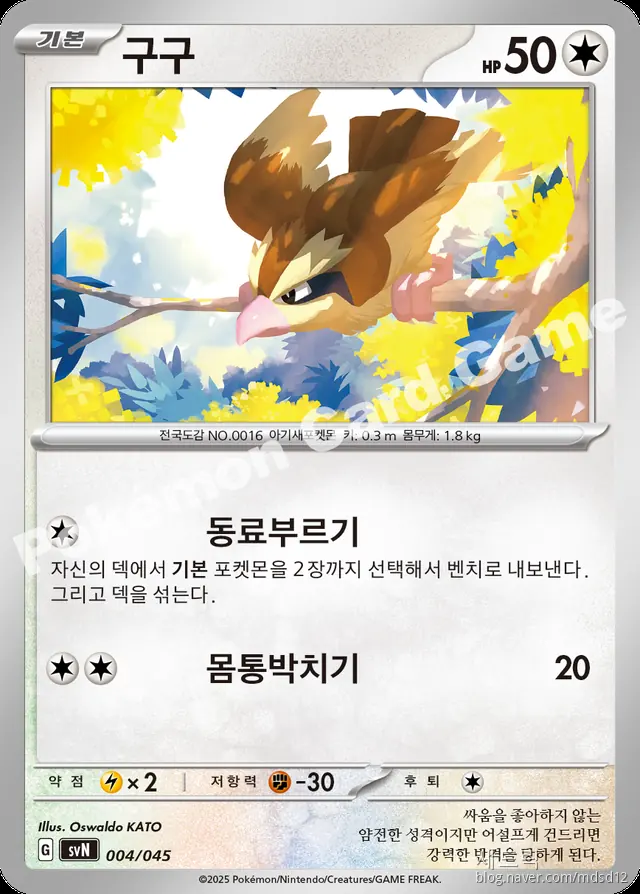 기본
구구
HP 50
Pokémon Card Game
전국도감 NO.0016 아기새포켓몬 키: 0.3 m 몸무게: 1.8 kg
동료부르기
자신의 덱에서 기본 포켓몬을 2장까지 선택해서 벤치로 내보낸다.
그리고 덱을 섞는다.
몸통박치기 20
약점 ×2 저항력 -30 후퇴
Illus. Oswaldo KATO
싸움을 좋아하지 않는
얌전한 성격이지만 어설프게 건드리면
강력한 반격을 당하게 된다.
G svN 004/045
blog.naver.com/mdsd12
©2025 Pokémon/Nintendo/Creatures/GAME FREAK.